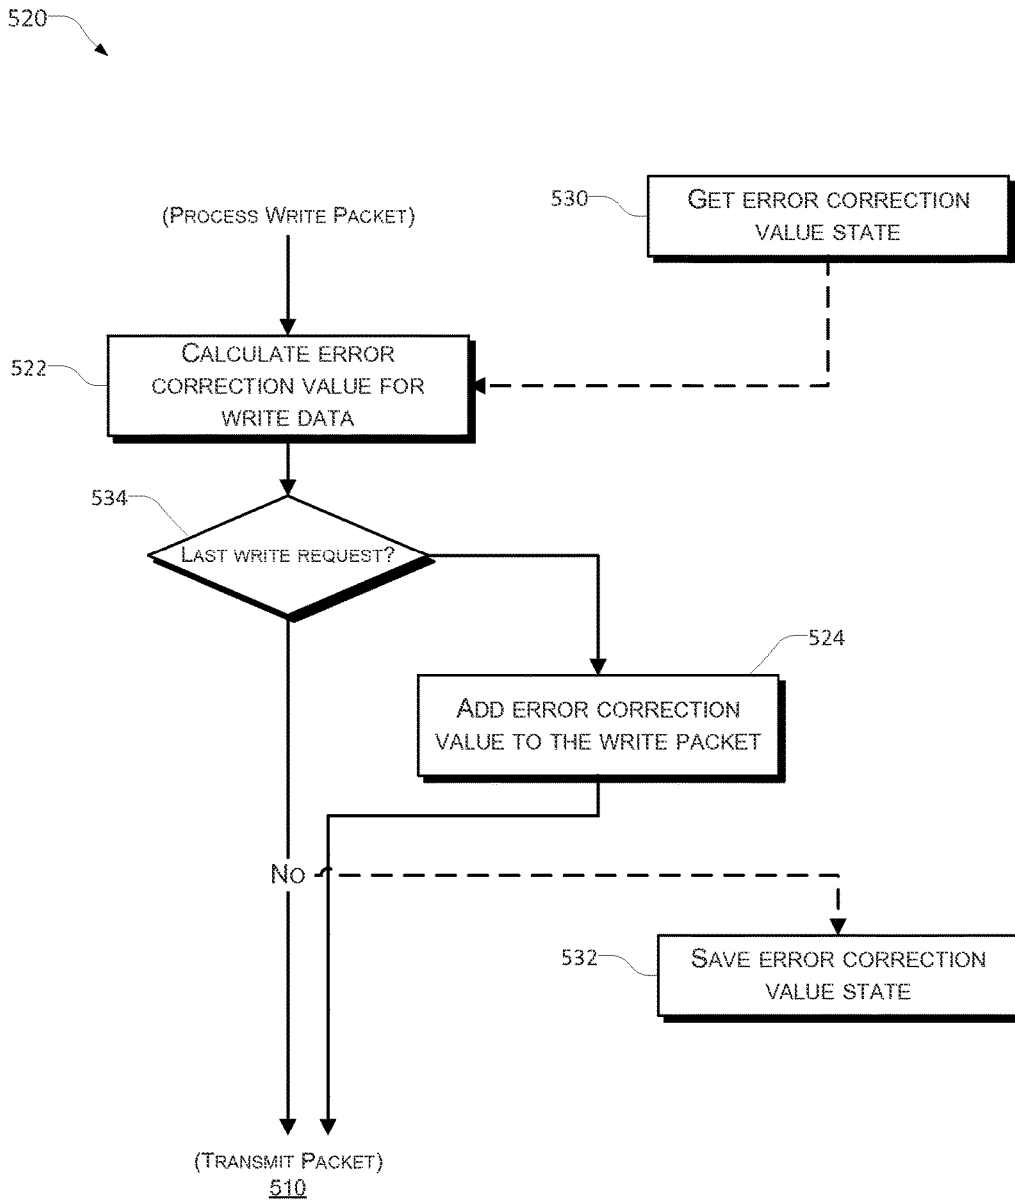 520
530
GET ERROR CORRECTION
VALUE STATE
(PROCESS WRITE PACKET)
522
CALCULATE ERROR
CORRECTION VALUE FOR
WRITE DATA
534
LAST WRITE REQUEST?
524
ADD ERROR CORRECTION
VALUE TO THE WRITE PACKET
NO
532
SAVE ERROR CORRECTION
VALUE STATE
(TRANSMIT PACKET)
510